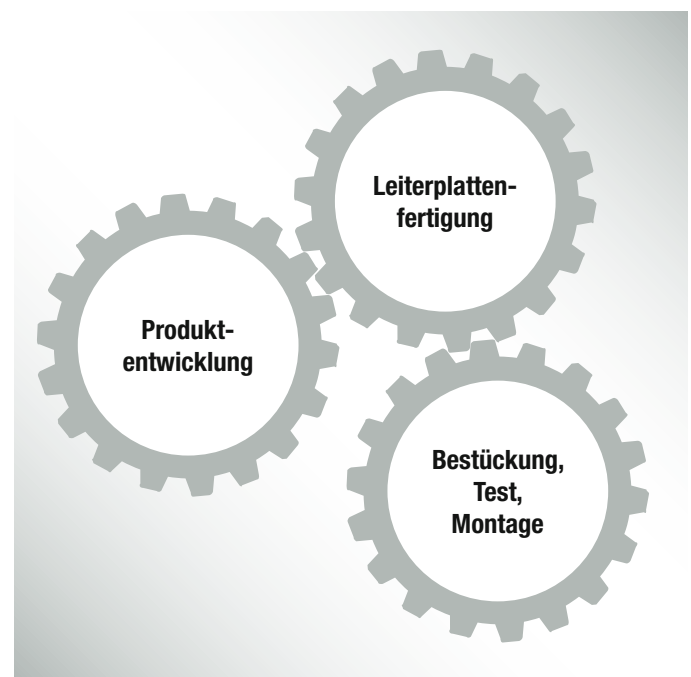 Leiterplatten-
fertigung
Produkt-
entwicklung
Bestückung,
Test,
Montage